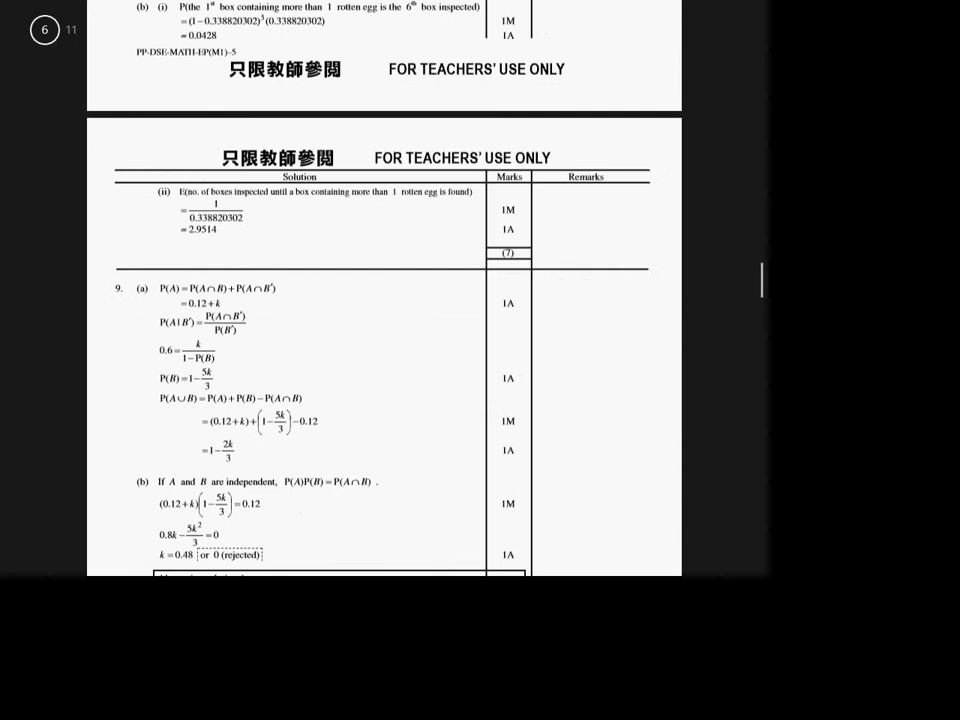 6 11
(b) (i) P(the 1st box containing more than 1 rotten egg is the 6th box inspected)
=(1−0.338820302)⁵(0.338820302) 1M
≈0.0428 1A
PP-DSE-MATH-EP(M1)–5
只限教師參閱 FOR TEACHERS' USE ONLY
只限教師參閱 FOR TEACHERS' USE ONLY
Solution Marks Remarks
(ii) E(no. of boxes inspected until a box containing more than 1 rotten egg is found)
= 1/0.338820302 1M
≈ 2.9514 1A
(7)
9. (a) P(A) = P(A∩B)+P(A∩B')
=0.12+k 1A
P(A|B') = P(A∩B')/P(B')
0.6 = k/(1−P(B))
P(B) = 1 − 5k/3 1A
P(A∪B) = P(A)+P(B)−P(A∩B)
= (0.12+k)+(1−5k/3)−0.12 1M
= 1 − 2k/3 1A
(b) If A and B are independent, P(A)P(B) = P(A∩B) .
(0.12+k)(1−5k/3) = 0.12 1M
0.8k − 5k²/3 = 0
k = 0.48 or 0 (rejected) 1A